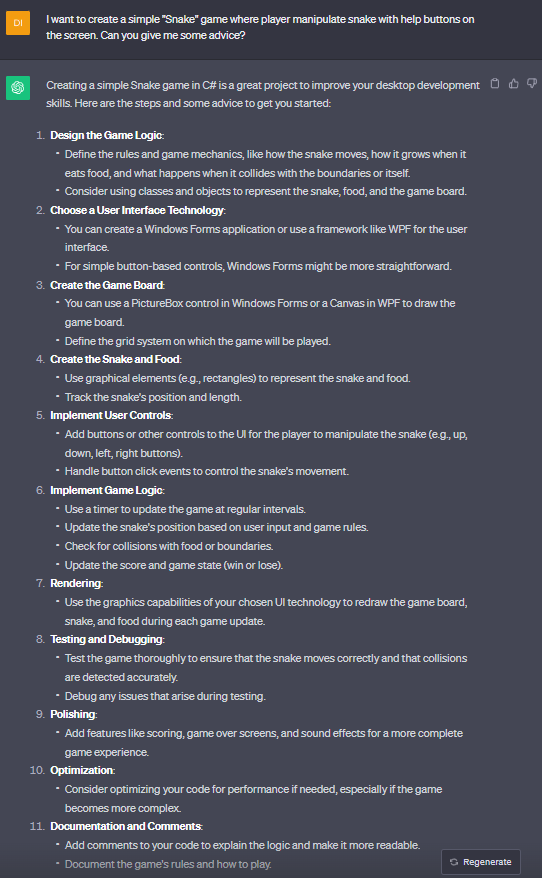 DI
I want to create a simple "Snake" game where player manipulate snake with help buttons on
the screen. Can you give me some advice?
Creating a simple Snake game in C# is a great project to improve your desktop development
skills. Here are the steps and some advice to get you started:
1. Design the Game Logic:
• Define the rules and game mechanics, like how the snake moves, how it grows when it
eats food, and what happens when it collides with the boundaries or itself.
• Consider using classes and objects to represent the snake, food, and the game board.
2. Choose a User Interface Technology:
• You can create a Windows Forms application or use a framework like WPF for the user
interface.
• For simple button-based controls, Windows Forms might be more straightforward.
3. Create the Game Board:
• You can use a PictureBox control in Windows Forms or a Canvas in WPF to draw the
game board.
• Define the grid system on which the game will be played.
4. Create the Snake and Food:
• Use graphical elements (e.g., rectangles) to represent the snake and food.
• Track the snake's position and length.
5. Implement User Controls:
• Add buttons or other controls to the UI for the player to manipulate the snake (e.g., up,
down, left, right buttons).
• Handle button click events to control the snake's movement.
6. Implement Game Logic:
• Use a timer to update the game at regular intervals.
• Update the snake's position based on user input and game rules.
• Check for collisions with food or boundaries.
• Update the score and game state (win or lose).
7. Rendering:
• Use the graphics capabilities of your chosen UI technology to redraw the game board,
snake, and food during each game update.
8. Testing and Debugging:
• Test the game thoroughly to ensure that the snake moves correctly and that collisions
are detected accurately.
• Debug any issues that arise during testing.
9. Polishing:
• Add features like scoring, game over screens, and sound effects for a more complete
game experience.
10. Optimization:
• Consider optimizing your code for performance if needed, especially if the game
becomes more complex.
11. Documentation and Comments:
• Add comments to your code to explain the logic and make it more readable.
• Document the game's rules and how to play.
Regenerate